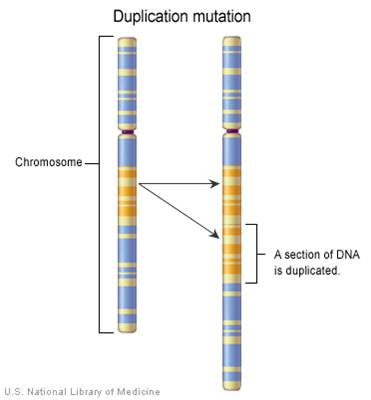 Duplication mutation
Chromosome
A section of DNA
is duplicated.
U.S. National Library of Medicine